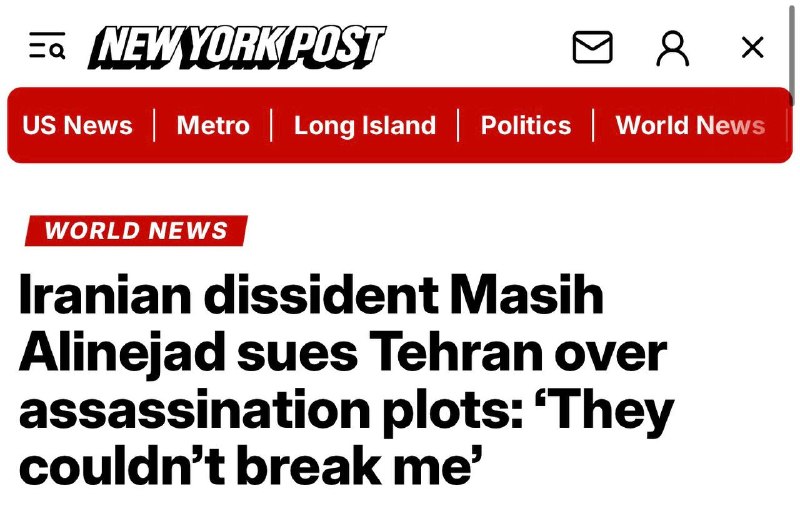 NEW YORK POST
US News | Metro | Long Island | Politics | World News
WORLD NEWS
Iranian dissident Masih
Alinejad sues Tehran over
assassination plots: ‘They
couldn’t break me’